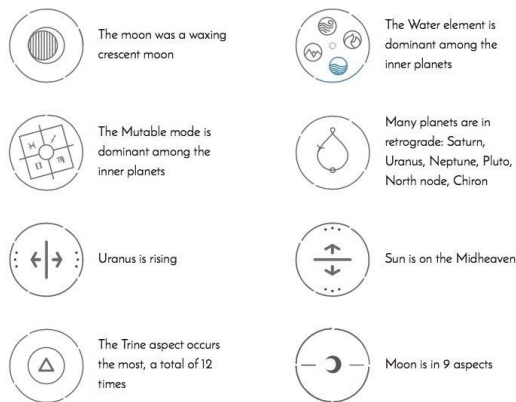 The moon was a waxing
crescent moon
The Water element is
dominant among the
inner planets
The Mutable mode is
dominant among the
inner planets
Many planets are in
retrograde: Saturn,
Uranus, Neptune, Pluto,
North node, Chiron
Uranus is rising
Sun is on the Midheaven
The Trine aspect occurs
the most, a total of 12
times
Moon is in 9 aspects